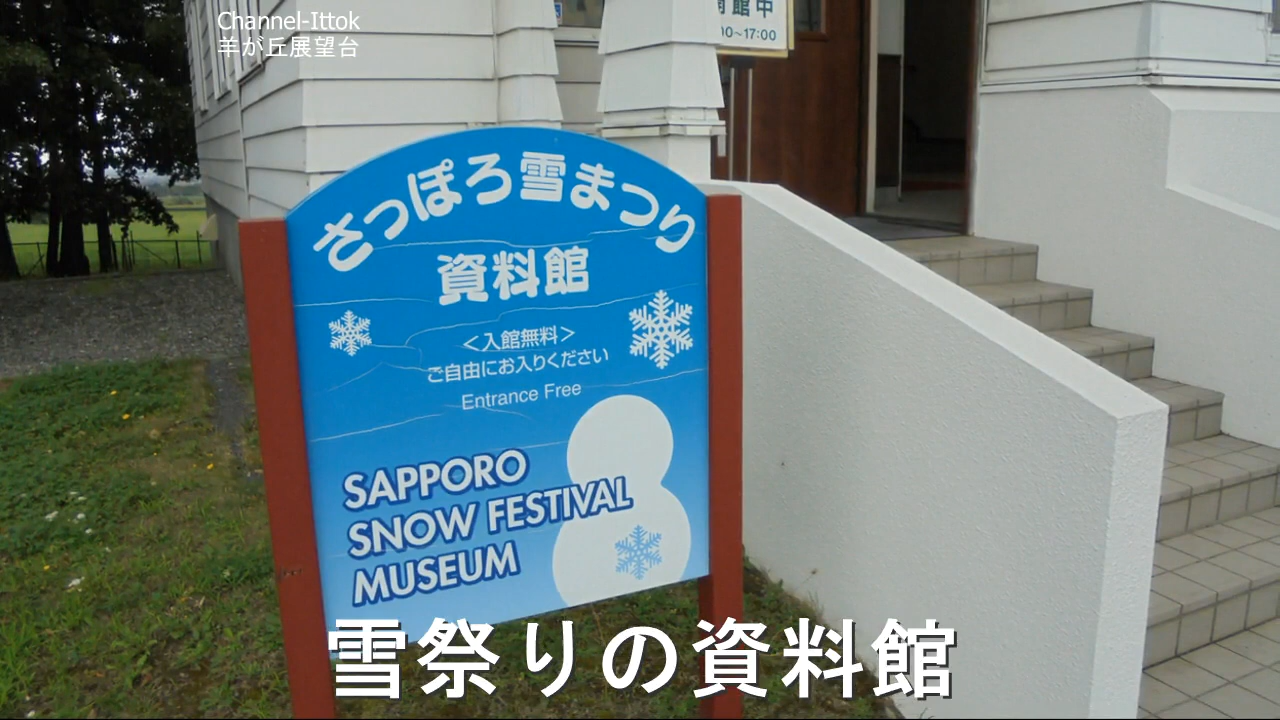 Channel-Ittok
羊が丘展望台
開館中
00～17:00
さっぽろ雪まつり
資料館
＜入館無料＞
ご自由にお入りください
Entrance Free
SAPPORO
SNOW FESTIVAL
MUSEUM
雪祭りの資料館